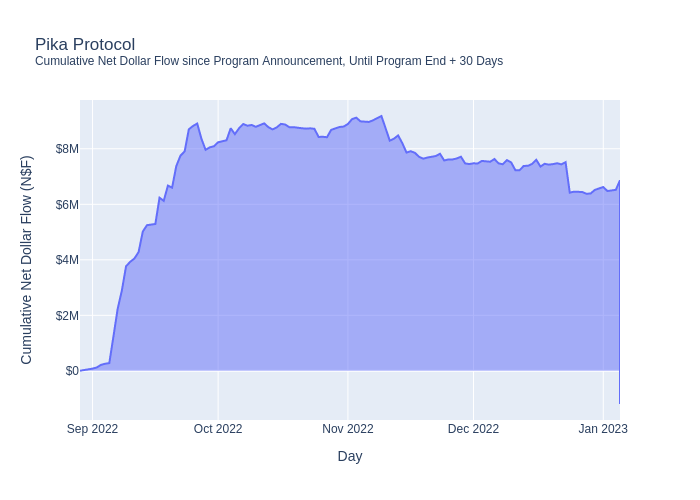 Pika Protocol
Cumulative Net Dollar Flow since Program Announcement, Until Program End + 30 Days
Cumulative Net Dollar Flow (N$F)
$8M
$6M
$4M
$2M
$0
Sep 2022
Oct 2022
Nov 2022
Dec 2022
Jan 2023
Day